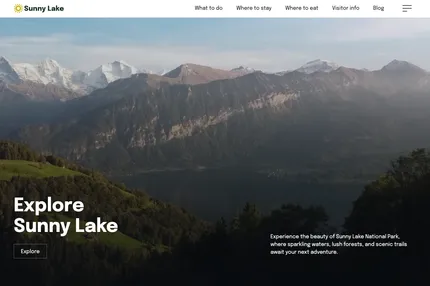 Sunny Lake
What to do
Where to stay
Where to eat
Visitor info
Blog
Explore
Sunny Lake
Explore
Experience the beauty of Sunny Lake National Park,
where sparkling waters, lush forests, and scenic trails
await your next adventure.